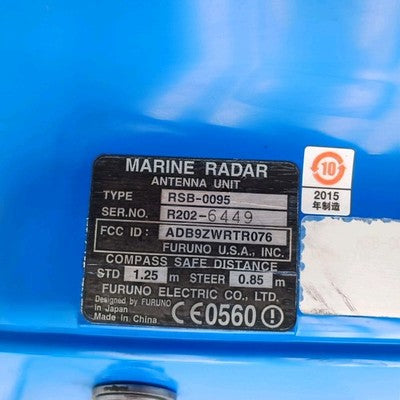 MARINE RADAR
ANTENNA UNIT
TYPE RSB-0095
SER.NO. R202-6449
FCC ID: ADB9ZWRTR076
FURUNO U.S.A., INC.
COMPASS SAFE DISTANCE
STD 1.25 m STEER 0.85 m
FURUNO ELECTRIC CO., LTD.
Designed by FURUNO
in Japan
Made in China
CE0560
10
2015
年制造